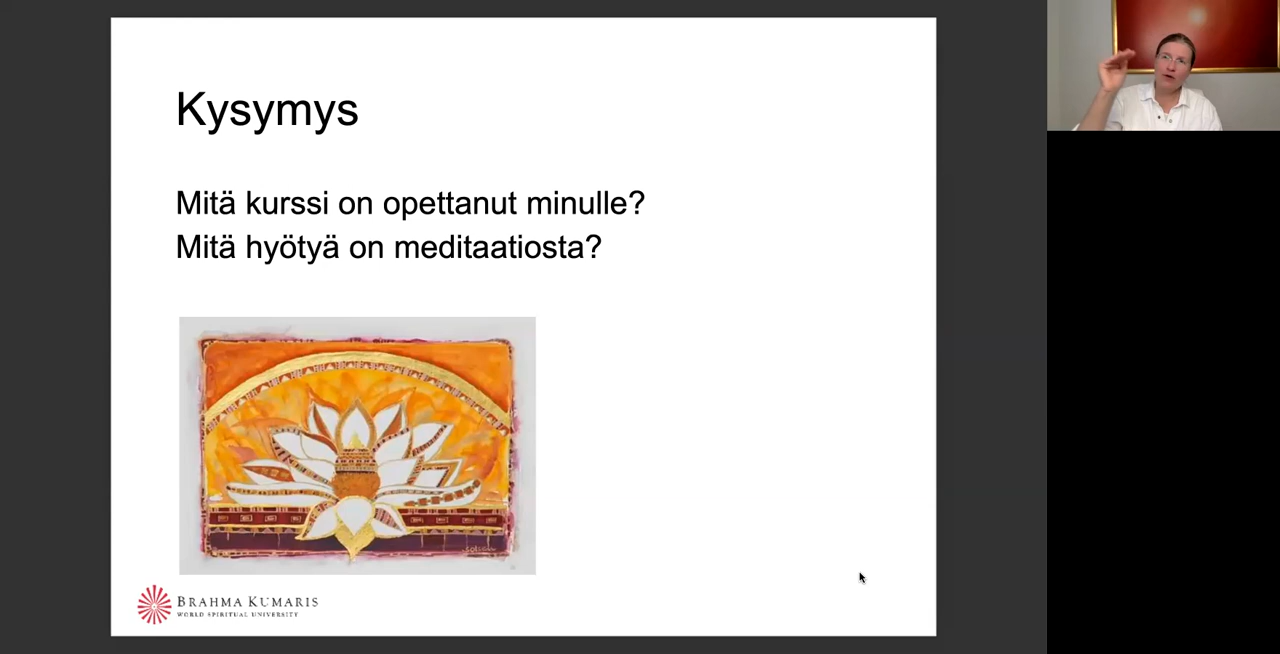 Kysymys
Mitä kurssi on opettanut minulle?
Mitä hyötyä on meditaatiosta?
BRAHMA KUMARIS
WORLD SPIRITUAL UNIVERSITY